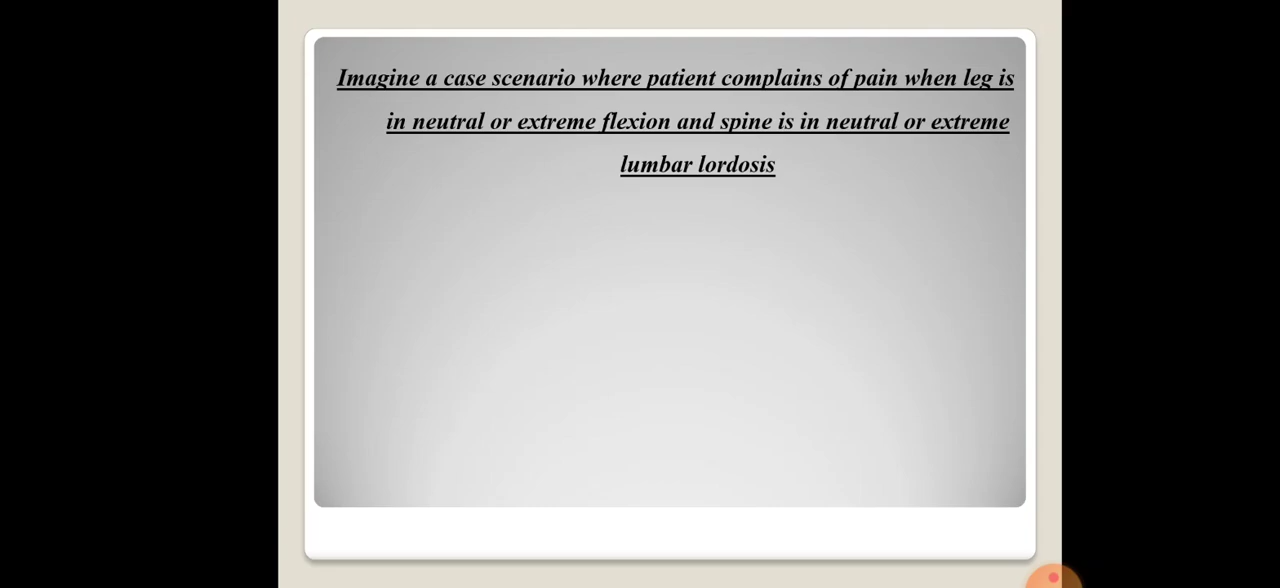 Imagine a case scenario where patient complains of pain when leg is
in neutral or extreme flexion and spine is in neutral or extreme
lumbar lordosis